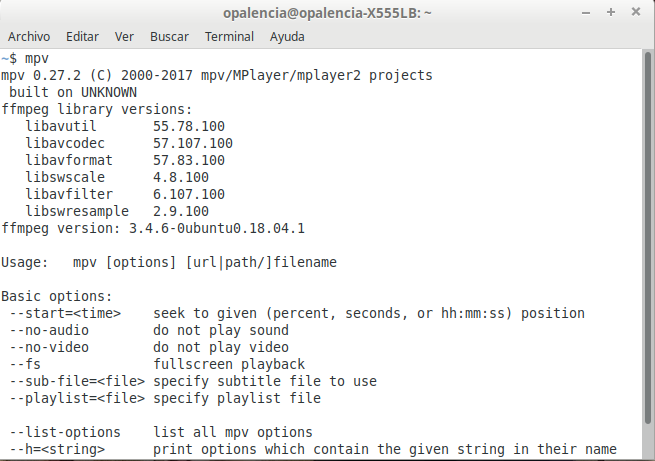 opalencia@opalencia-X555LB: ~
Archivo Editar Ver Buscar Terminal Ayuda
~$ mpv
mpv 0.27.2 (C) 2000-2017 mpv/MPlayer/mplayer2 projects
 built on UNKNOWN
ffmpeg library versions:
   libavutil       55.78.100
   libavcodec      57.107.100
   libavformat     57.83.100
   libswscale      4.8.100
   libavfilter     6.107.100
   libswresample   2.9.100
ffmpeg version: 3.4.6-0ubuntu0.18.04.1
Usage:   mpv [options] [url|path/]filename
Basic options:
 --start=<time>    seek to given (percent, seconds, or hh:mm:ss) position
 --no-audio        do not play sound
 --no-video        do not play video
 --fs              fullscreen playback
 --sub-file=<file> specify subtitle file to use
 --playlist=<file> specify playlist file
 --list-options    list all mpv options
 --h=<string>      print options which contain the given string in their name